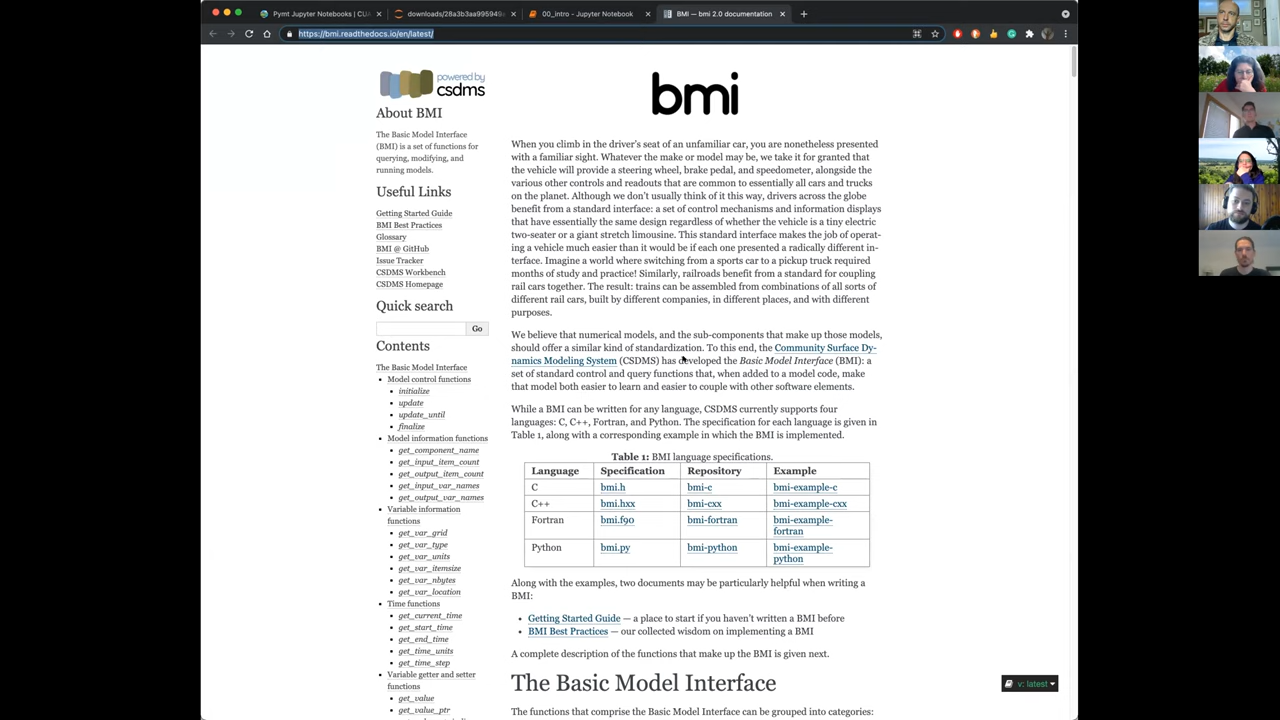 Pymt Jupyter Notebooks | CU
downloads/28a3b3aa995949a
00_intro - Jupyter Notebook
BMI — bmi 2.0 documentation
https://bmi.readthedocs.io/en/latest/
powered by
csdms
About BMI
The Basic Model Interface
(BMI) is a set of functions for
querying, modifying, and
running models.
Useful Links
Getting Started Guide
BMI Best Practices
Glossary
BMI @ GitHub
Issue Tracker
CSDMS Workbench
CSDMS Homepage
Quick search
Go
Contents
The Basic Model Interface
Model control functions
initialize
update
update_until
finalize
Model information functions
get_component_name
get_input_item_count
get_output_item_count
get_input_var_names
get_output_var_names
Variable information
functions
get_var_grid
get_var_type
get_var_units
get_var_itemsize
get_var_nbytes
get_var_location
Time functions
get_current_time
get_start_time
get_end_time
get_time_units
get_time_step
Variable getter and setter
functions
get_value
get_value_ptr
bmi
When you climb in the driver's seat of an unfamiliar car, you are nonetheless presented
with a familiar sight. Whatever the make or model may be, we take it for granted that
the vehicle will provide a steering wheel, brake pedal, and speedometer, alongside the
various other controls and readouts that are common to essentially all cars and trucks
on the planet. Although we don't usually think of it this way, drivers across the globe
benefit from a standard interface: a set of control mechanisms and information displays
that have essentially the same design regardless of whether the vehicle is a tiny electric
two-seater or a giant stretch limousine. This standard interface makes the job of operat-
ing a vehicle much easier than it would be if each one presented a radically different in-
terface. Imagine a world where switching from a sports car to a pickup truck required
months of study and practice! Similarly, railroads benefit from a standard for coupling
rail cars together. The result: trains can be assembled from combinations of all sorts of
different rail cars, built by different companies, in different places, and with different
purposes.
We believe that numerical models, and the sub-components that make up those models,
should offer a similar kind of standardization. To this end, the Community Surface Dy-
namics Modeling System (CSDMS) has developed the Basic Model Interface (BMI): a
set of standard control and query functions that, when added to a model code, make
that model both easier to learn and easier to couple with other software elements.
While a BMI can be written for any language, CSDMS currently supports four
languages: C, C++, Fortran, and Python. The specification for each language is given in
Table 1, along with a corresponding example in which the BMI is implemented.
Table 1: BMI language specifications.
Language Specification Repository Example
C bmi.h bmi-c bmi-example-c
C++ bmi.hxx bmi-cxx bmi-example-cxx
Fortran bmi.f90 bmi-fortran bmi-example-
fortran
Python bmi.py bmi-python bmi-example-
python
Along with the examples, two documents may be particularly helpful when writing a
BMI:
Getting Started Guide — a place to start if you haven't written a BMI before
BMI Best Practices — our collected wisdom on implementing a BMI
A complete description of the functions that make up the BMI is given next.
The Basic Model Interface
The functions that comprise the Basic Model Interface can be grouped into categories:
v: latest